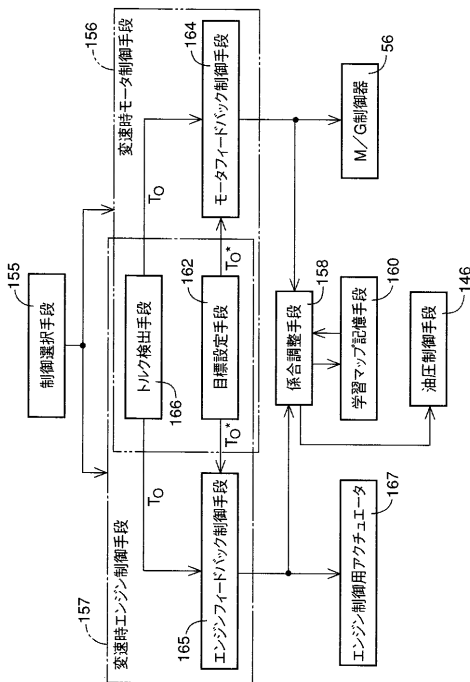 155
制御選択手段
157
変速時エンジン制御手段
156
変速時モータ制御手段
トルク検出手段
166
TO
TO
165
エンジンフィードバック制御手段
TO*
目標設定手段
162
TO*
モータフィードバック制御手段
164
係合調整手段
158
学習マップ記憶手段
160
エンジン制御用アクチュエータ
167
油圧制御手段
146
M/G制御器
56